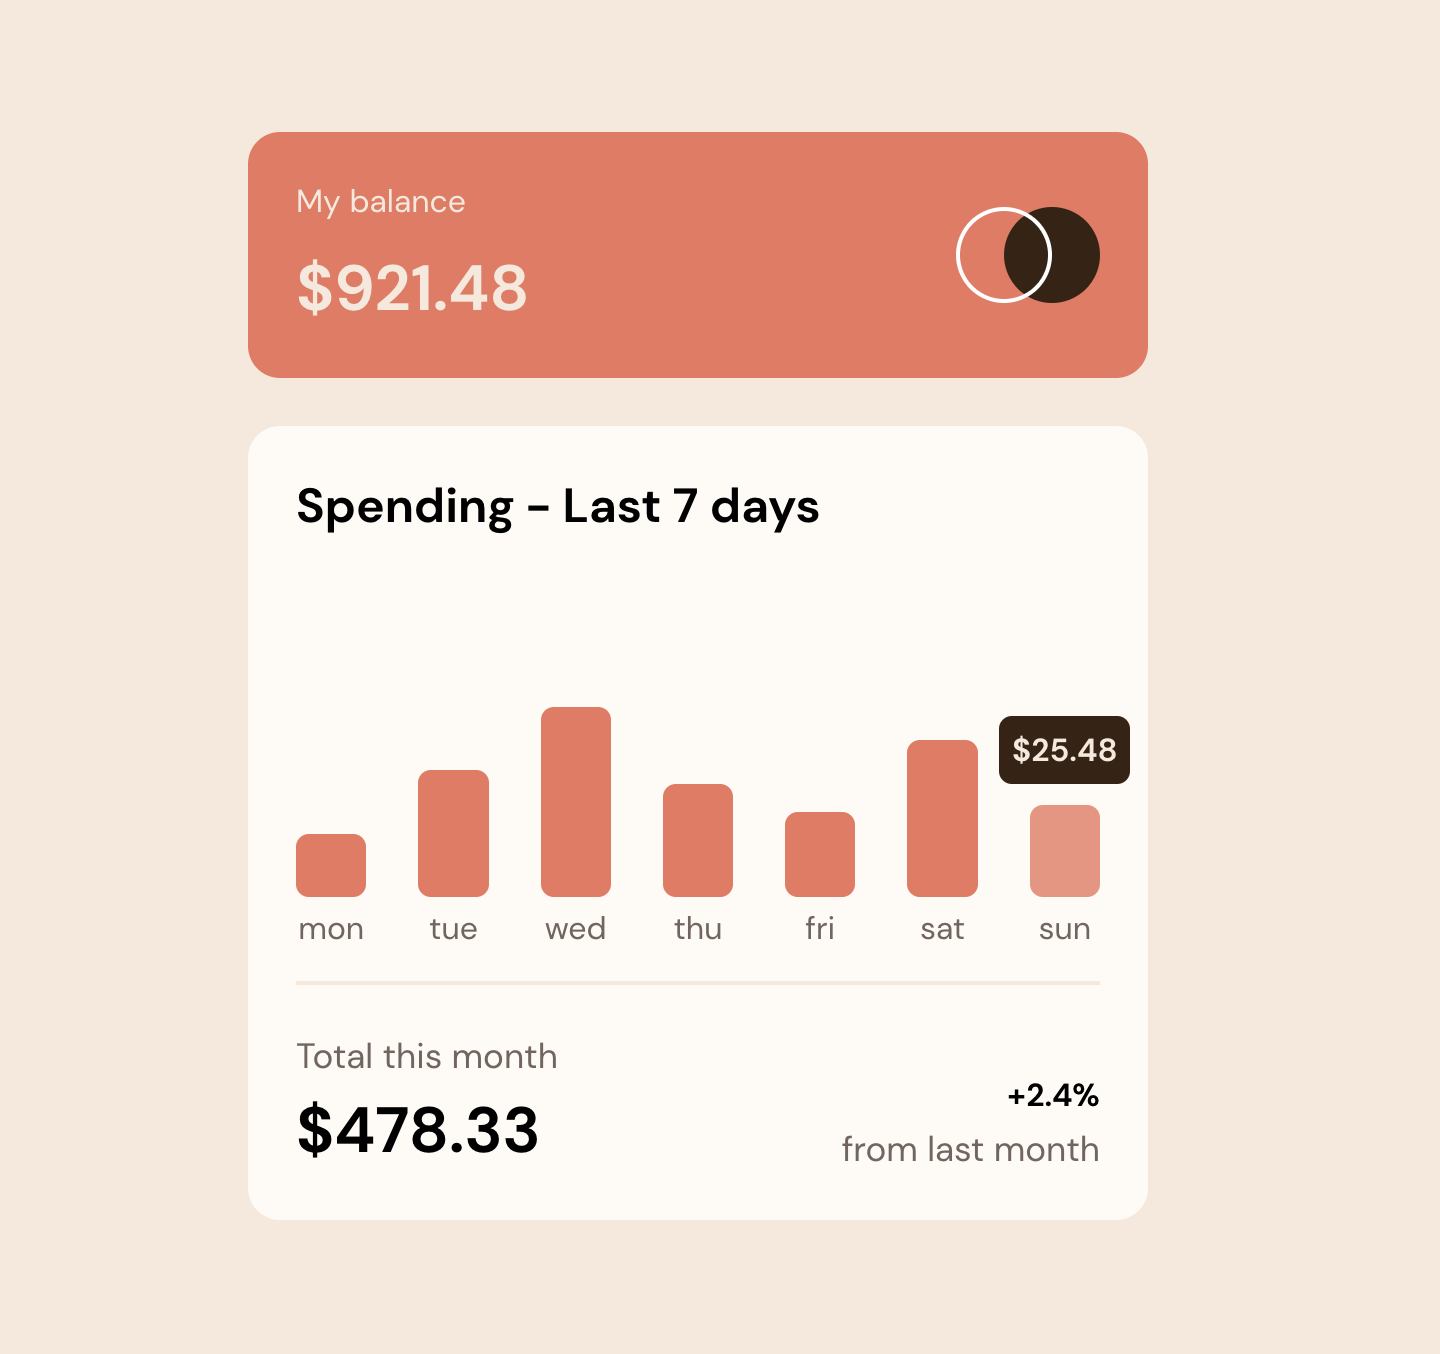 My balance
$921.48
Spending - Last 7 days
$25.48
mon tue wed thu fri sat sun
Total this month
$478.33
+2.4%
from last month